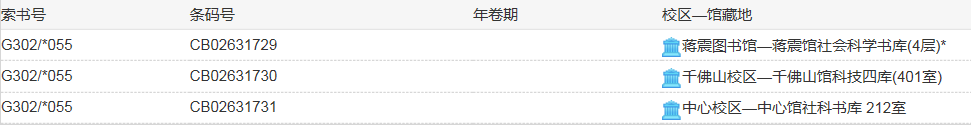 索书号 条码号 年卷期 校区—馆藏地
G302/*055 CB02631729 蒋震图书馆—蒋震馆社会科学书库(4层)*
G302/*055 CB02631730 千佛山校区—千佛山馆科技四库(401室)
G302/*055 CB02631731 中心校区—中心馆社科书库 212室